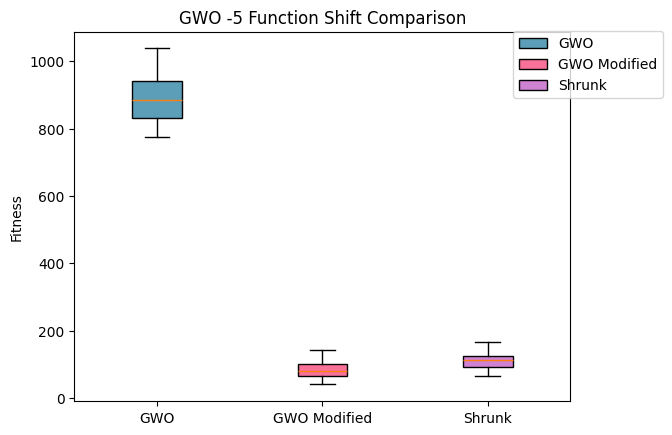 GWO -5 Function Shift Comparison
GWO
GWO Modified
Shrunk
1000
800
600
400
200
0
Fitness
GWO
GWO Modified
Shrunk